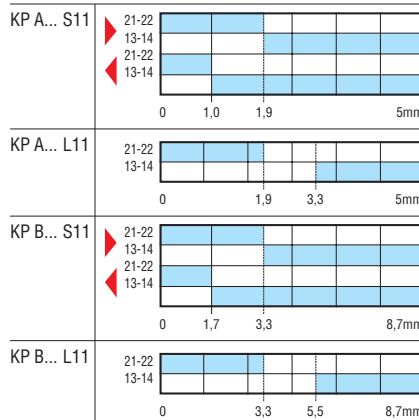 KP A... S11 21-22
13-14
21-22
13-14
0 1,0 1,9 5mm
KP A... L11 21-22
13-14
0 1,9 3,3 5mm
KP B... S11 21-22
13-14
21-22
13-14
0 1,7 3,3 8,7mm
KP B... L11 21-22
13-14
0 3,3 5,5 8,7mm